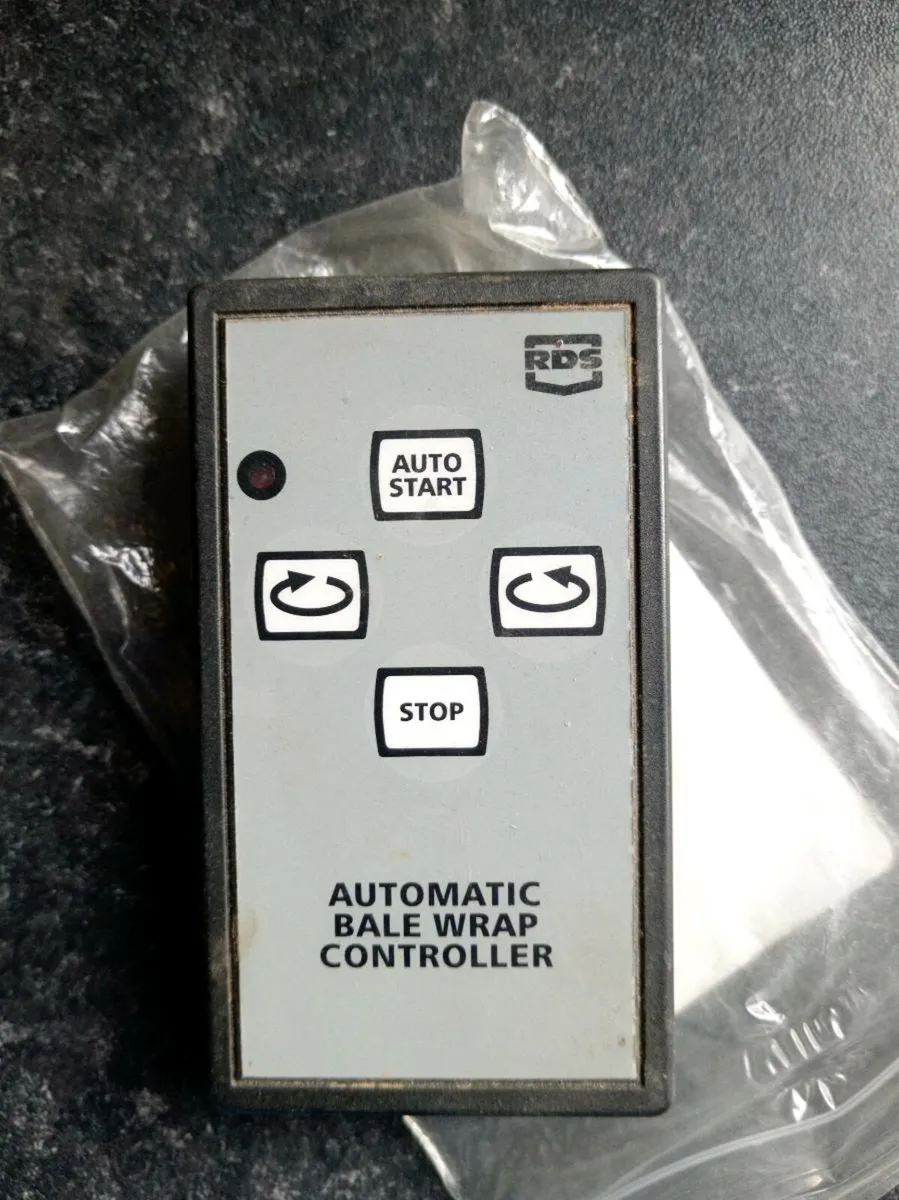 RDS
AUTO
START
STOP
AUTOMATIC
BALE WRAP
CONTROLLER